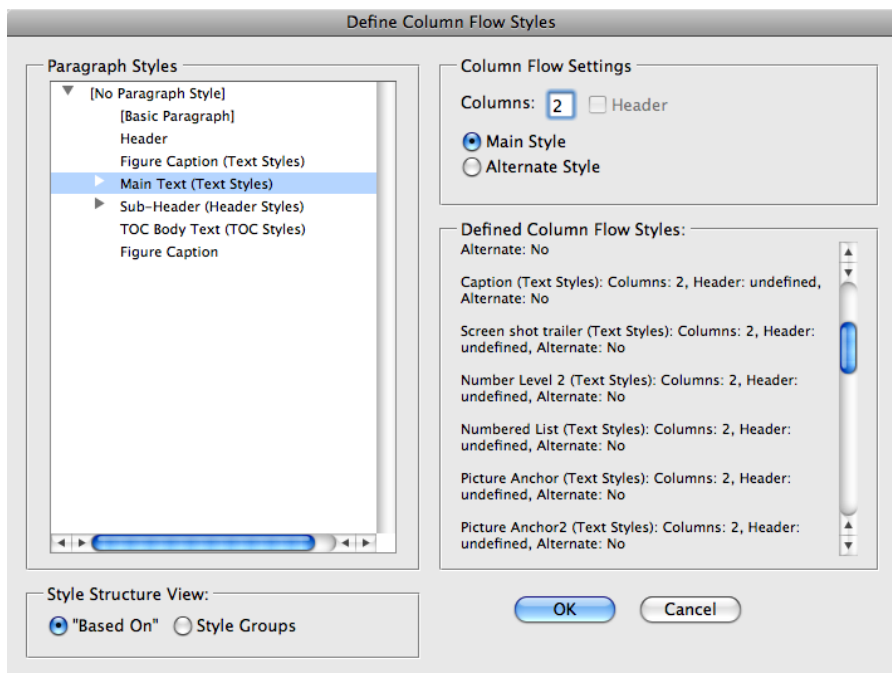 Define Column Flow Styles
Paragraph Styles
[No Paragraph Style]
[Basic Paragraph]
Header
Figure Caption (Text Styles)
Main Text (Text Styles)
Sub-Header (Header Styles)
TOC Body Text (TOC Styles)
Figure Caption
Style Structure View:
"Based On" Style Groups
Column Flow Settings
Columns: 2 Header
Main Style
Alternate Style
Defined Column Flow Styles:
Alternate: No
Caption (Text Styles): Columns: 2, Header: undefined,
Alternate: No
Screen shot trailer (Text Styles): Columns: 2, Header:
undefined, Alternate: No
Number Level 2 (Text Styles): Columns: 2, Header:
undefined, Alternate: No
Numbered List (Text Styles): Columns: 2, Header:
undefined, Alternate: No
Picture Anchor (Text Styles): Columns: 2, Header:
undefined, Alternate: No
Picture Anchor2 (Text Styles): Columns: 2, Header:
undefined, Alternate: No
OK Cancel